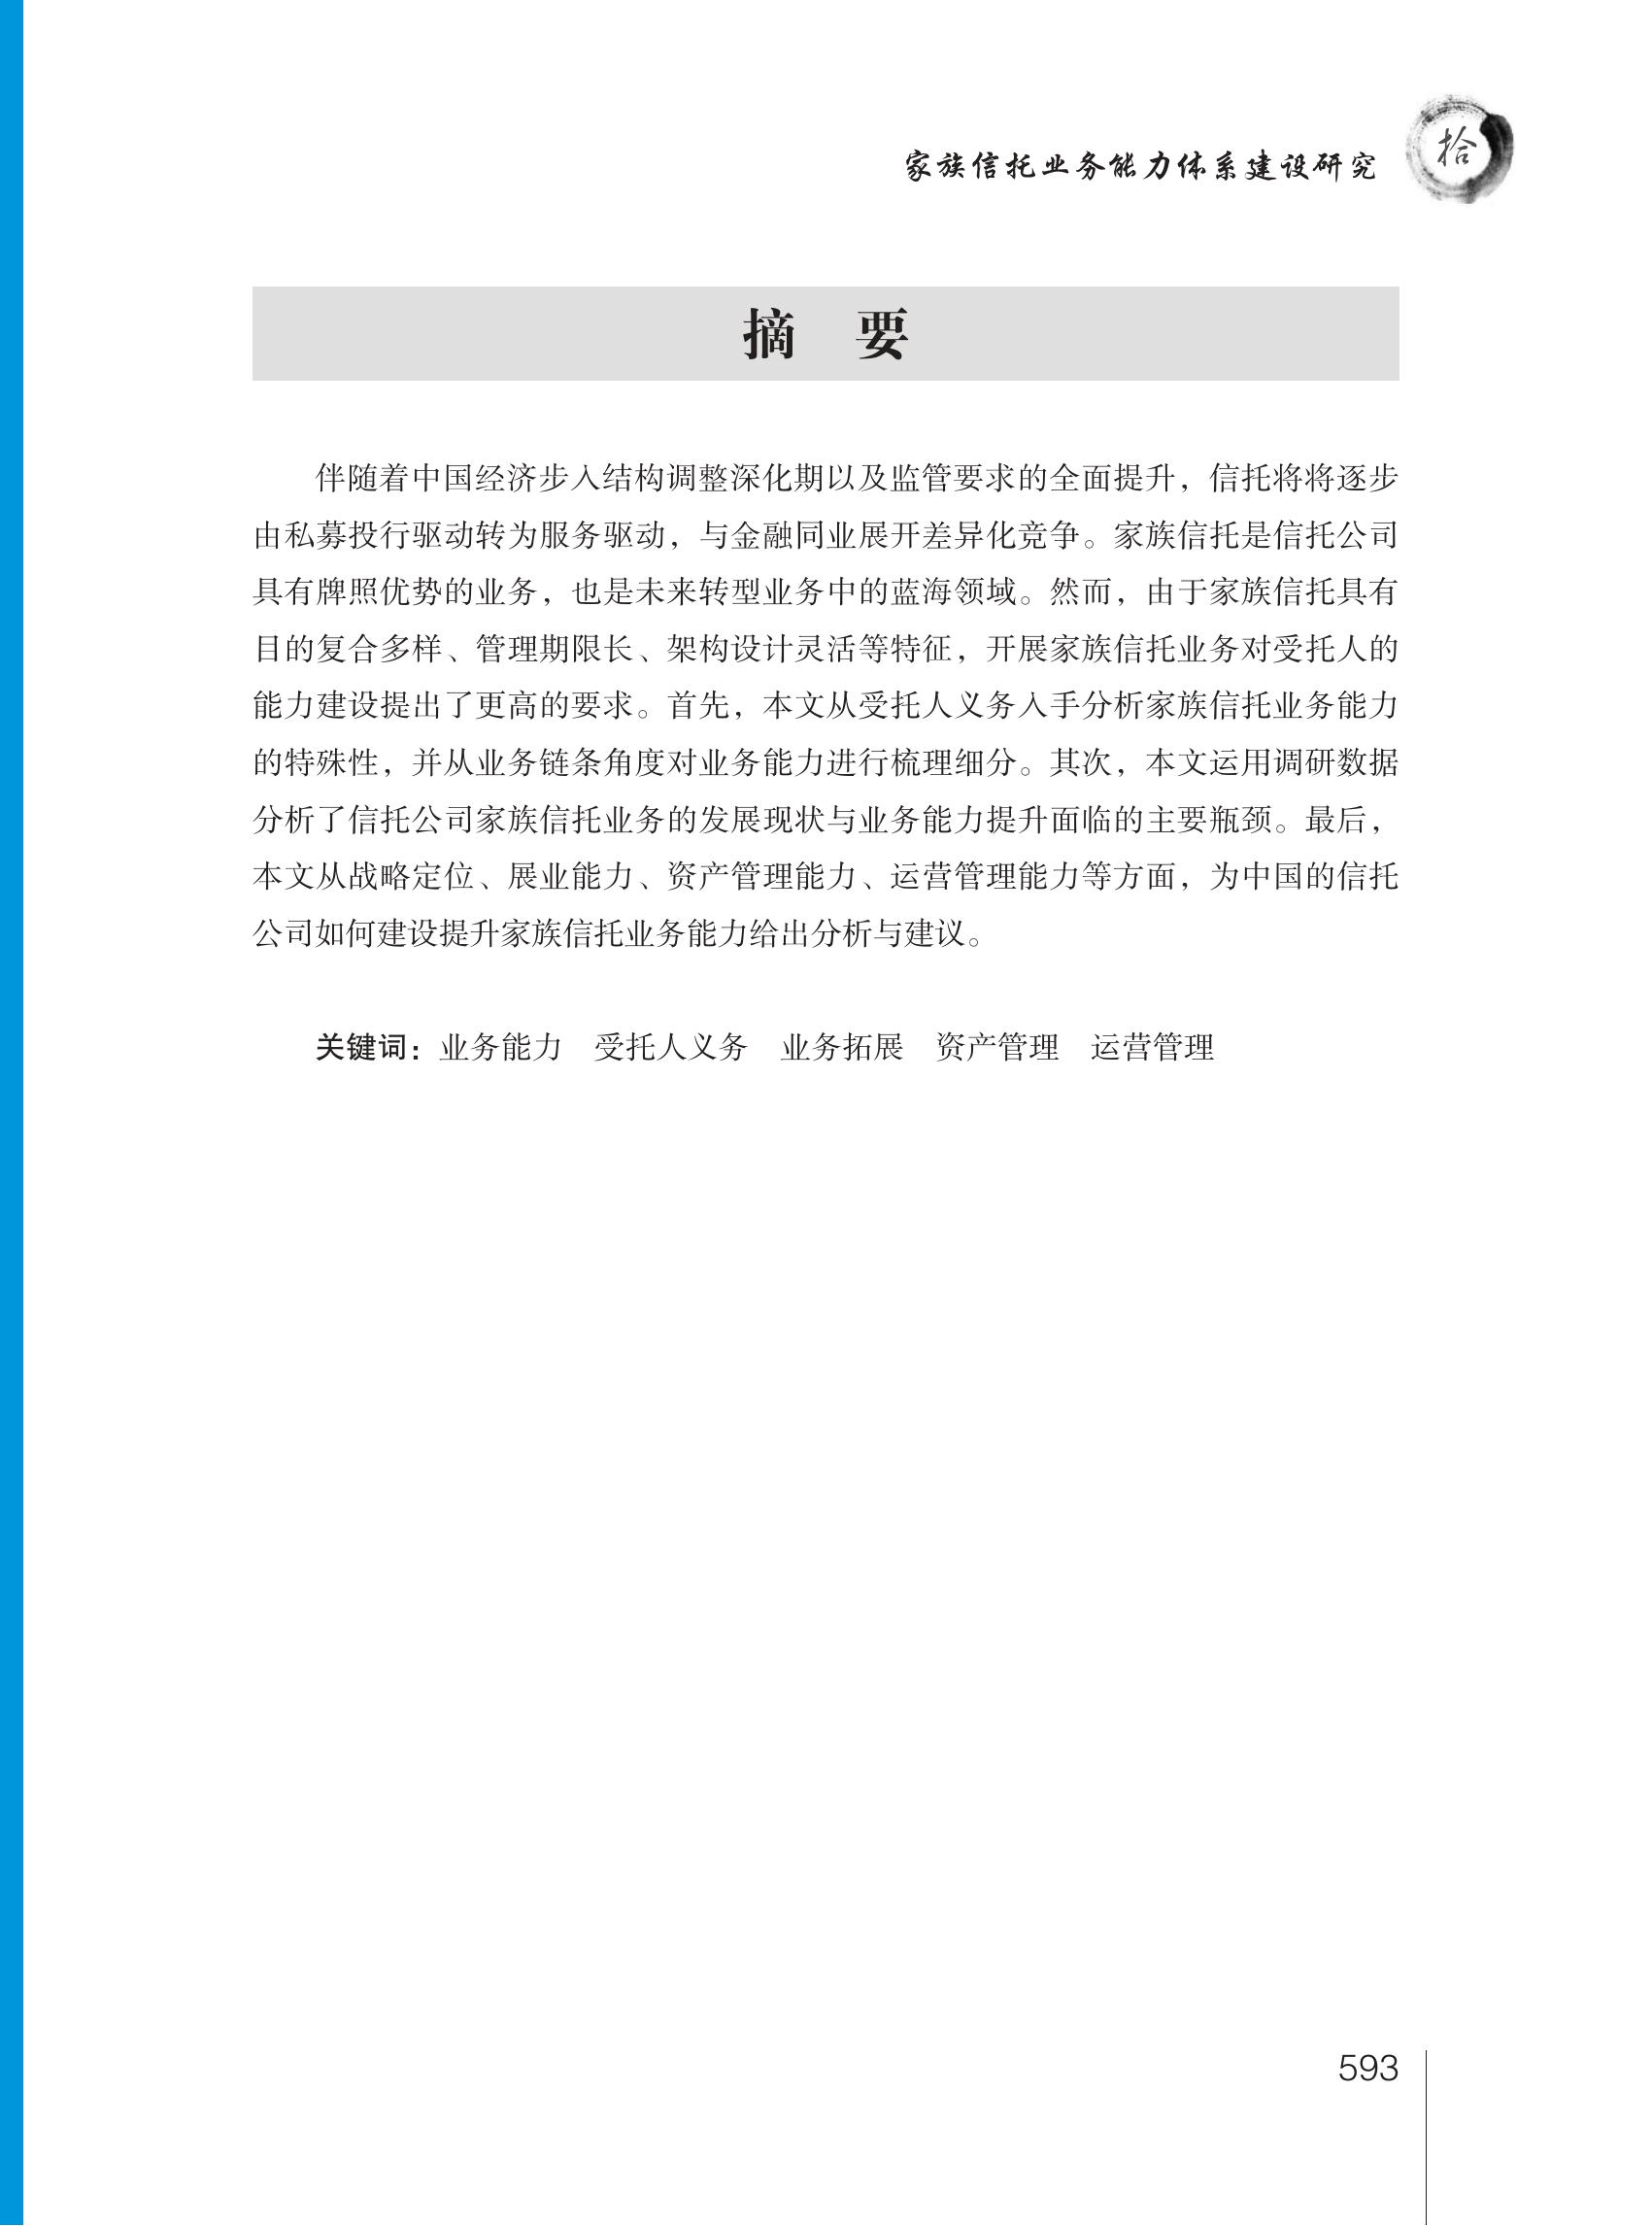 家族信托业务能力体系建设研究
拾
摘 要
伴随着中国经济步入结构调整深化期以及监管要求的全面提升，信托将将逐步
由私募投行驱动转为服务驱动，与金融同业展开差异化竞争。家族信托是信托公司
具有牌照优势的业务，也是未来转型业务中的蓝海领域。然而，由于家族信托具有
目的复合多样、管理期限长、架构设计灵活等特征，开展家族信托业务对受托人的
能力建设提出了更高的要求。首先，本文从受托人义务入手分析家族信托业务能力
的特殊性，并从业务链条角度对业务能力进行梳理细分。其次，本文运用调研数据
分析了信托公司家族信托业务的发展现状与业务能力提升面临的主要瓶颈。最后，
本文从战略定位、展业能力、资产管理能力、运营管理能力等方面，为中国的信托
公司如何建设提升家族信托业务能力给出分析与建议。
关键词：业务能力 受托人义务 业务拓展 资产管理 运营管理
593